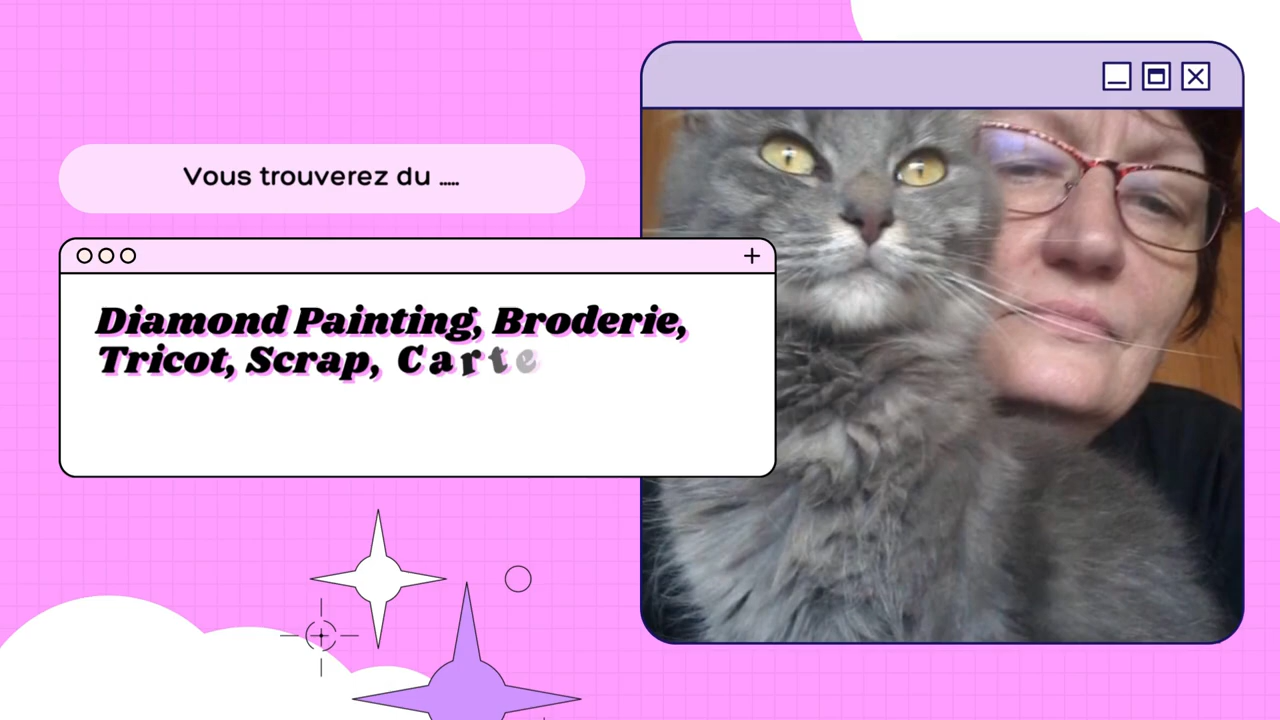 Vous trouverez du .....
Diamond Painting, Broderie,
Tricot, Scrap, Carte